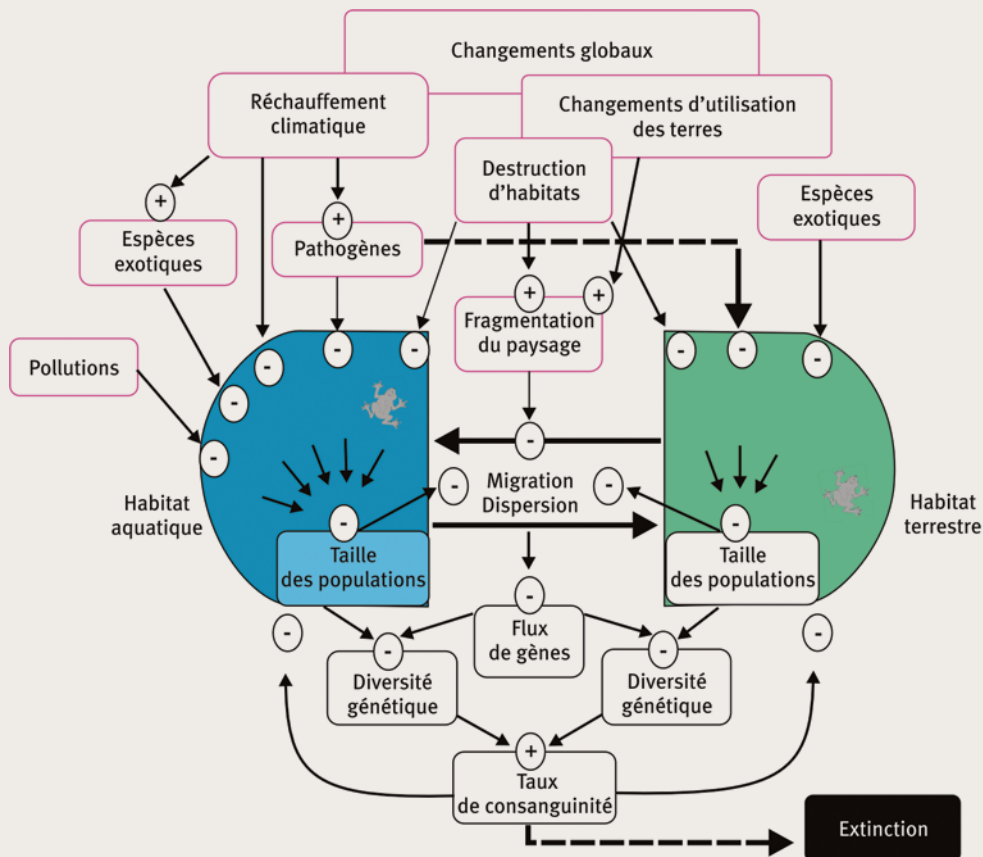 Changements globaux
Réchauffement
climatique
Changements d'utilisation
des terres
Destruction
d'habitats
Espèces
exotiques
+
+
Espèces
exotiques
Pathogènes
+
+
Fragmentation
du paysage
Pollutions
-
-
-
-
-
-
-
-
-
Habitat
aquatique
Migration
Dispersion
-
-
Habitat
terrestre
-
-
Taille
des populations
Taille
des populations
-
Flux
de gènes
-
-
-
-
Diversité
génétique
Diversité
génétique
+
Taux
de consanguinité
Extinction